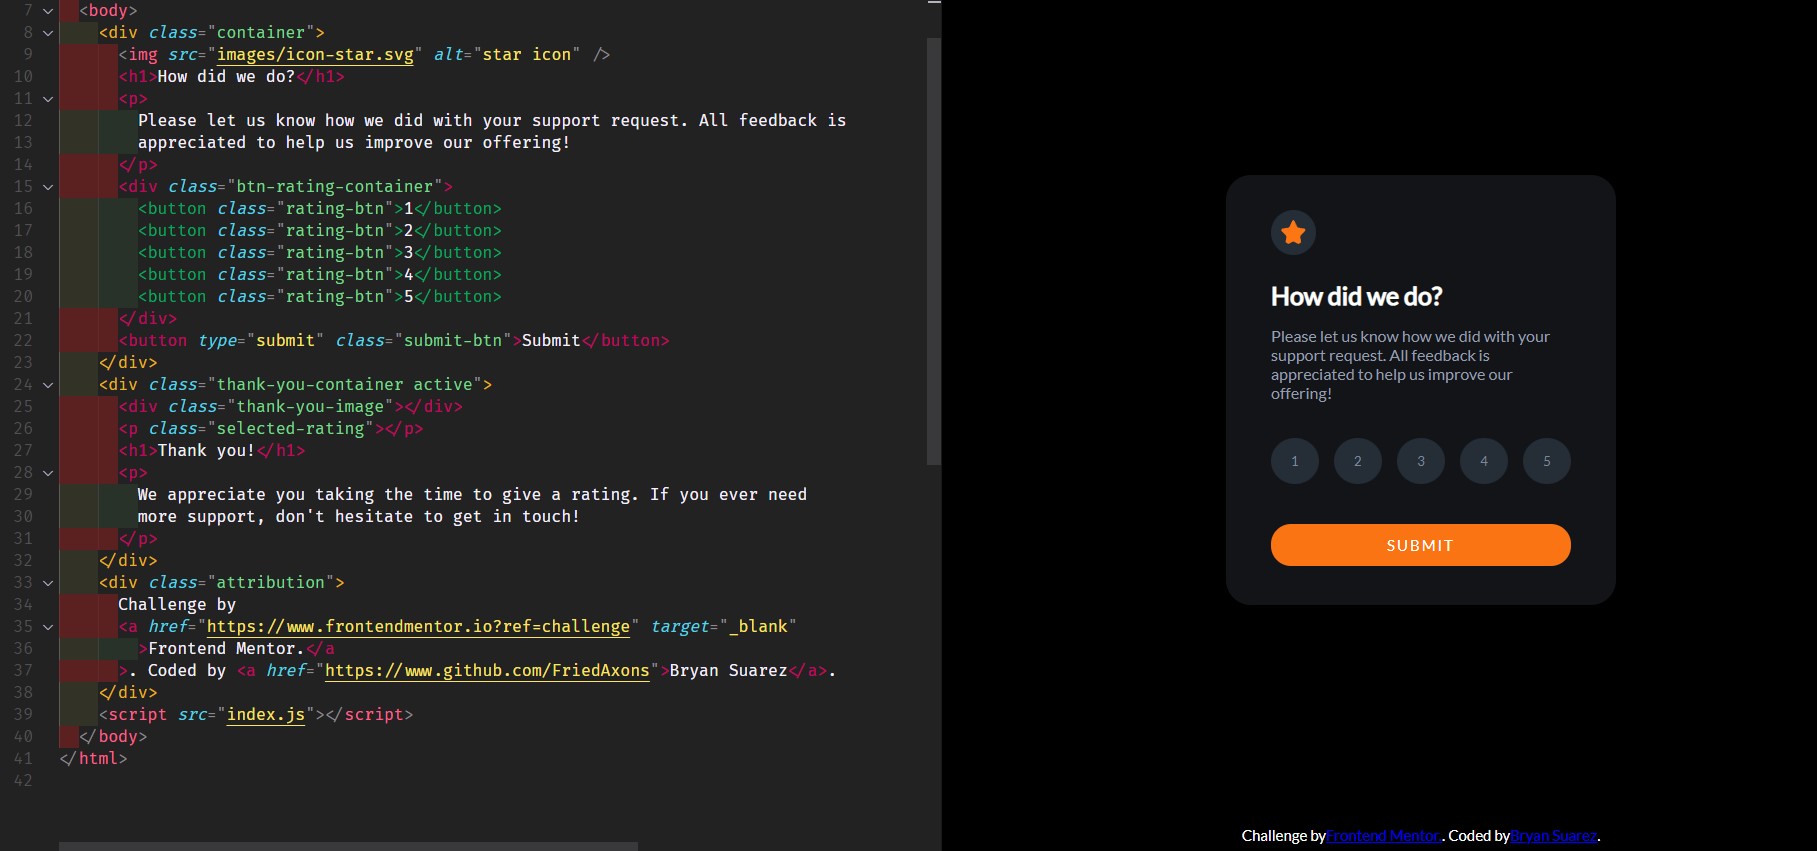 7 <body>
8 <div class="container">
9 <img src="images/icon-star.svg" alt="star icon" />
10 <h1>How did we do?</h1>
11 <p>
12 Please let us know how we did with your support request. All feedback is
13 appreciated to help us improve our offering!
14 </p>
15 <div class="btn-rating-container">
16 <button class="rating-btn">1</button>
17 <button class="rating-btn">2</button>
18 <button class="rating-btn">3</button>
19 <button class="rating-btn">4</button>
20 <button class="rating-btn">5</button>
21 </div>
22 <button type="submit" class="submit-btn">Submit</button>
23 </div>
24 <div class="thank-you-container active">
25 <div class="thank-you-image"></div>
26 <p class="selected-rating"></p>
27 <h1>Thank you!</h1>
28 <p>
29 We appreciate you taking the time to give a rating. If you ever need
30 more support, don't hesitate to get in touch!
31 </p>
32 </div>
33 <div class="attribution">
34 Challenge by
35 <a href="https://www.frontendmentor.io?ref=challenge" target="_blank"
36 >Frontend Mentor.</a
37 >. Coded by <a href="https://www.github.com/FriedAxons">Bryan Suarez</a>.
38 </div>
39 <script src="index.js"></script>
40 </body>
41 </html>
42
How did we do?
Please let us know how we did with your
support request. All feedback is
appreciated to help us improve our
offering!
1 2 3 4 5
SUBMIT
Challenge byFrontend Mentor.. Coded byBryan Suarez.